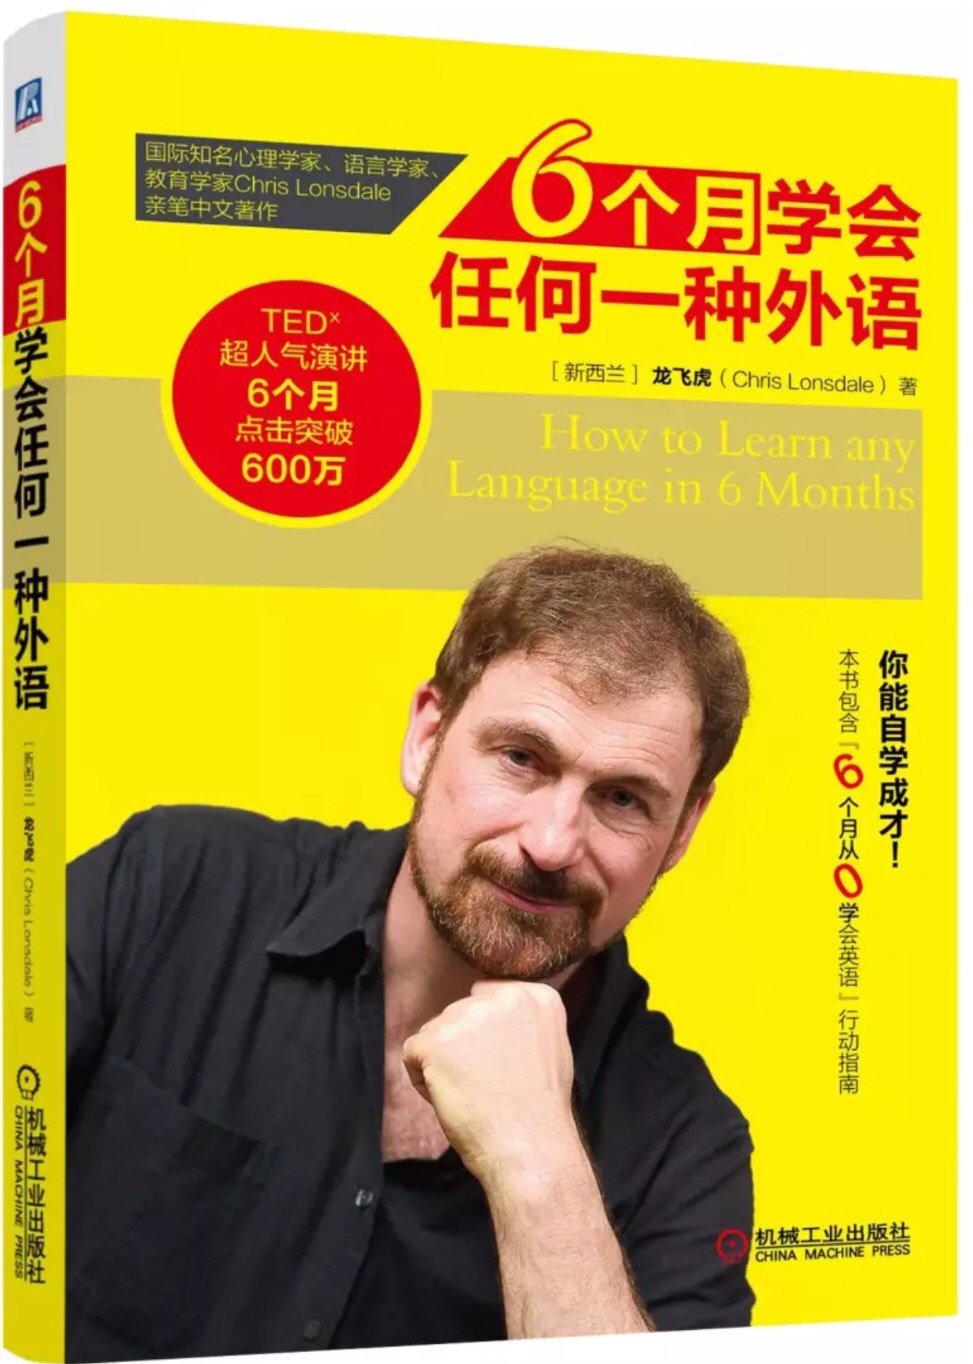 国际知名心理学家、语言学家、
教育学家Chris Lonsdale
亲笔中文著作
6个月学会
任何一种外语
[新西兰] 龙飞虎（Chris Lonsdale）著
TEDx
超人气演讲
6个月
点击突破
600万
How to Learn any
Language in 6 Months
你能自学成才！
本书包含“6个月从0学会英语”行动指南
机械工业出版社
CHINA MACHINE PRESS
6个月学会任何一种外语
[新西兰] 龙飞虎（Chris Lonsdale）著
机械工业出版社
CHINA MACHINE PRESS